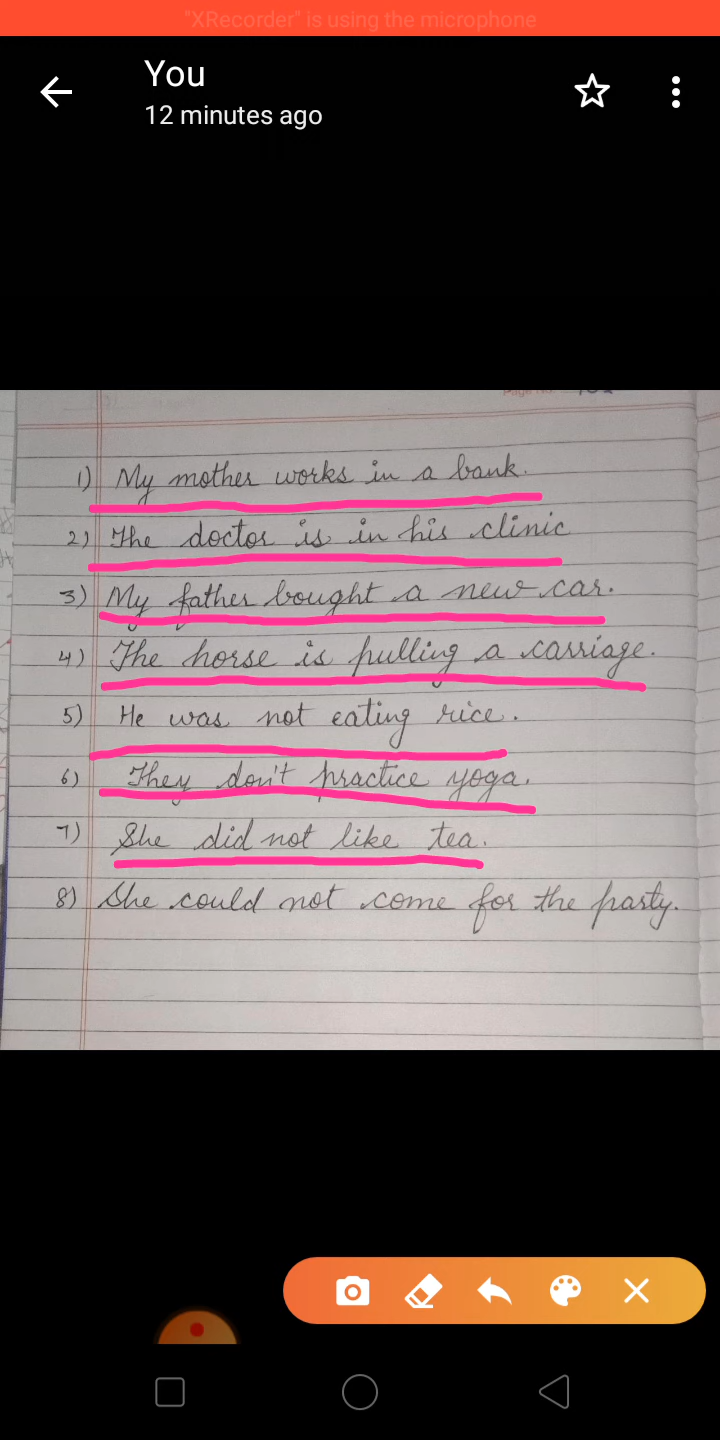 "XRecorder" is using the microphone
You
12 minutes ago
1) My mother works in a bank.
2) The doctor is in his clinic
3) My father bought a new car.
4) The horse is pulling a carriage.
5) He was not eating rice.
6) They don't practice yoga.
7) She did not like tea.
8) She could not come for the party.